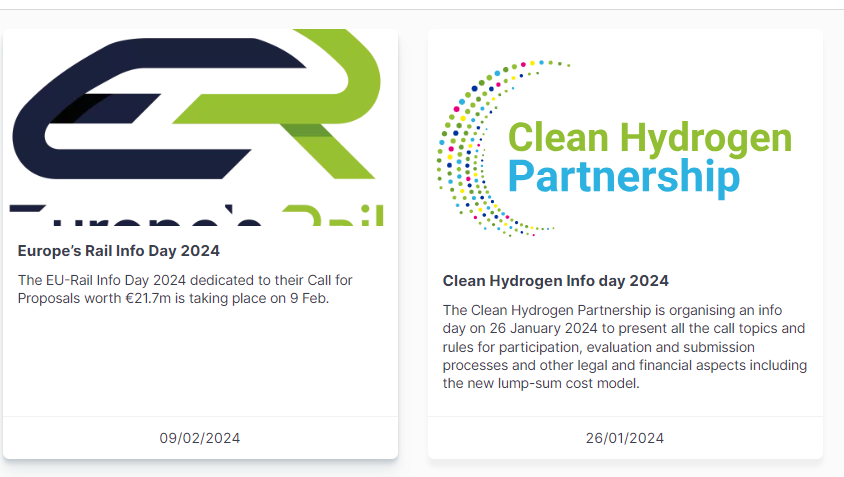 Europe's Rail
Europe’s Rail Info Day 2024
The EU-Rail Info Day 2024 dedicated to their Call for
Proposals worth €21.7m is taking place on 9 Feb.
09/02/2024
Clean Hydrogen
Partnership
Clean Hydrogen Info day 2024
The Clean Hydrogen Partnership is organising an info
day on 26 January 2024 to present all the call topics and
rules for participation, evaluation and submission
processes and other legal and financial aspects including
the new lump-sum cost model.
26/01/2024